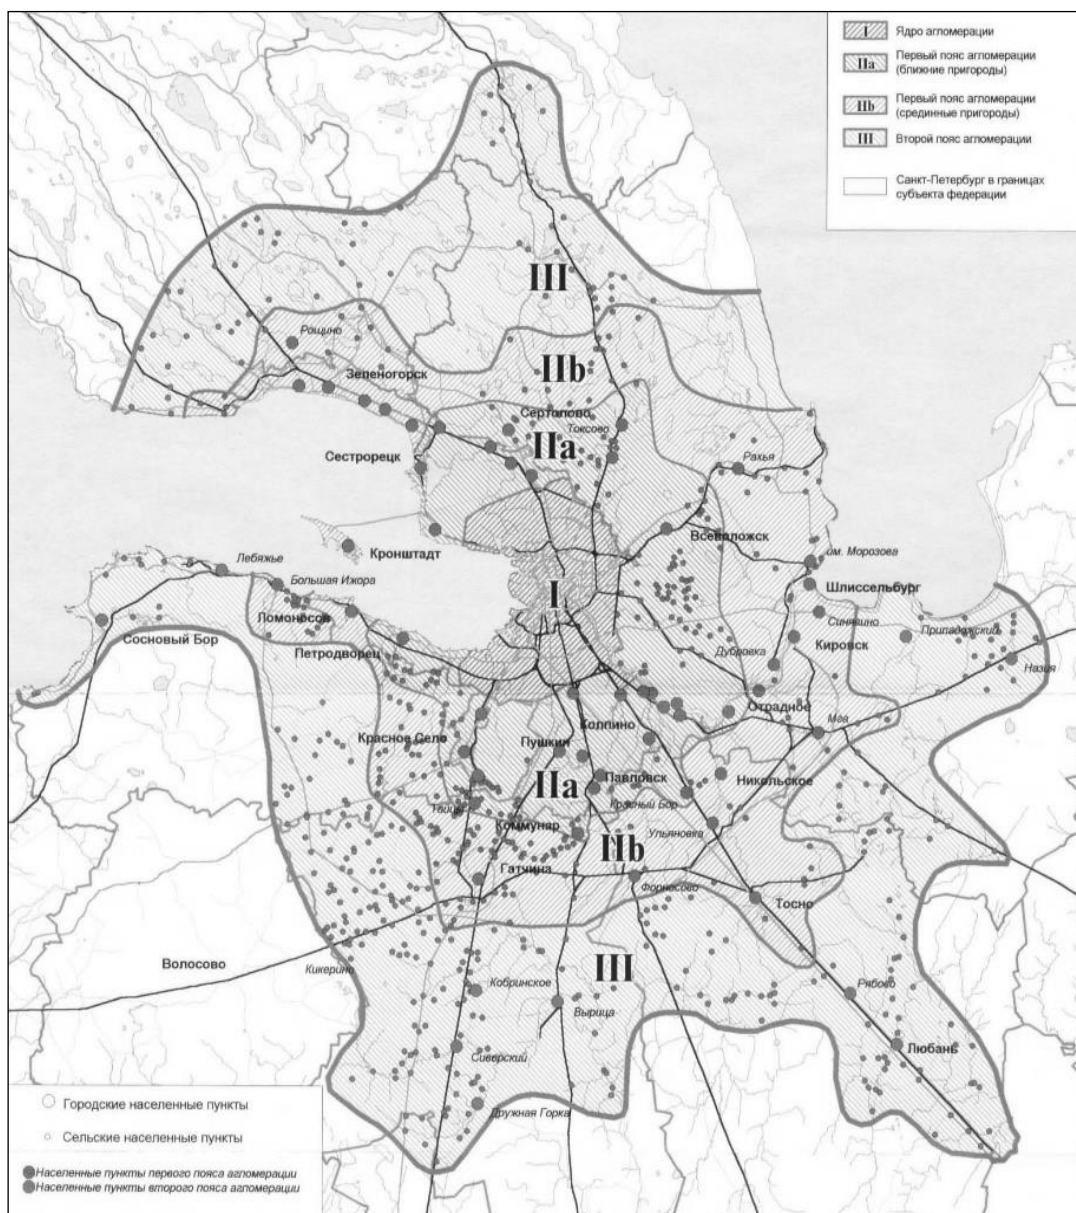 I Ядро агломерации
IIa Первый пояс агломерации
(ближние пригороды)
IIb Первый пояс агломерации
(срединные пригороды)
III Второй пояс агломерации
Санкт-Петербург в границах
субъекта федерации
III
Рощино
Зеленогорск
IIb
Сертолово
Токсово
IIa
Сестрорецк
Рахья
Всеволожск
Кронштадт
им. Морозова
Лебяжье
Большая Ижора
I
Шлиссельбург
Ломоносов
Синявино
Сосновый Бор
Кировск
Приладожский
Петродворец
Дубровка
Назия
Отрадное
Колпино
Мга
Красное Село
Пушкин
Павловск
Никольское
IIa
Тайцы
Красный Бор
Коммунар
Ульяновка
IIb
Гатчина
Форносово
Тосно
Волосово
Кикерино
III
Кобринское
Рябово
Вырица
Сиверский
Любань
Дружная Горка
Городские населенные пункты
Сельские населенные пункты
Населенные пункты первого пояса агломерации
Населенные пункты второго пояса агломерации